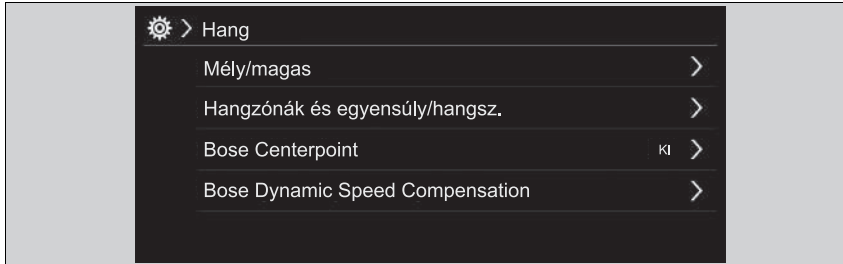 Hang
Mély/magas
Hangzónák és egyensúly/hangsz.
Bose Centerpoint KI
Bose Dynamic Speed Compensation